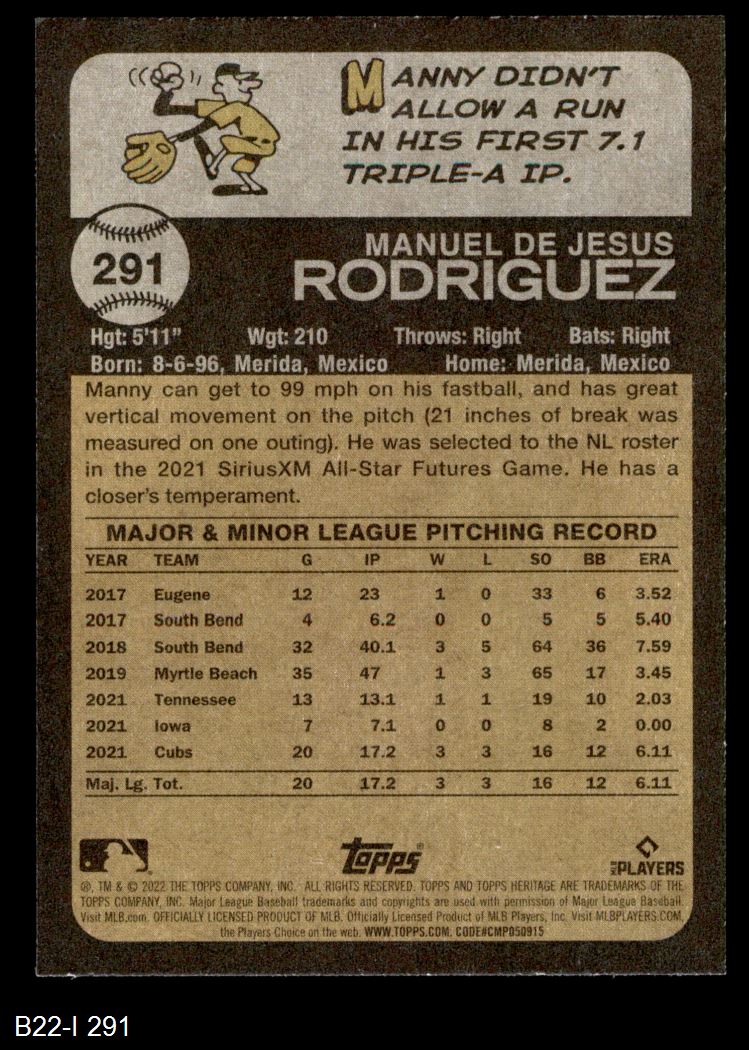 MANNY DIDN'T
ALLOW A RUN
IN HIS FIRST 7.1
TRIPLE-A IP.
291
MANUEL DE JESUS
RODRIGUEZ
Hgt: 5'11" Wgt: 210 Throws: Right Bats: Right
Born: 8-6-96, Merida, Mexico Home: Merida, Mexico
Manny can get to 99 mph on his fastball, and has great
vertical movement on the pitch (21 inches of break was
measured on one outing). He was selected to the NL roster
in the 2021 SiriusXM All-Star Futures Game. He has a
closer's temperament.
MAJOR & MINOR LEAGUE PITCHING RECORD
YEAR TEAM G IP W L SO BB ERA
2017 Eugene 12 23 1 0 33 6 3.52
2017 South Bend 4 6.2 0 0 5 5 5.40
2018 South Bend 32 40.1 3 5 64 36 7.59
2019 Myrtle Beach 35 47 1 3 65 17 3.45
2021 Tennessee 13 13.1 1 1 19 10 2.03
2021 Iowa 7 7.1 0 0 8 2 0.00
2021 Cubs 20 17.2 3 3 16 12 6.11
Maj. Lg. Tot. 20 17.2 3 3 16 12 6.11
topps® MLB PLAYERS
®, TM & © 2022 THE TOPPS COMPANY, INC. ALL RIGHTS RESERVED. TOPPS AND TOPPS HERITAGE ARE TRADEMARKS OF THE
TOPPS COMPANY, INC. Major League Baseball trademarks and copyrights are used with permission of Major League Baseball.
Visit MLB.com. OFFICIALLY LICENSED PRODUCT OF MLB. Officially Licensed Product of MLB Players, Inc. Visit MLBPLAYERS.COM,
the Players Choice on the web. WWW.TOPPS.COM. CODE#CMP050915
B22-I 291